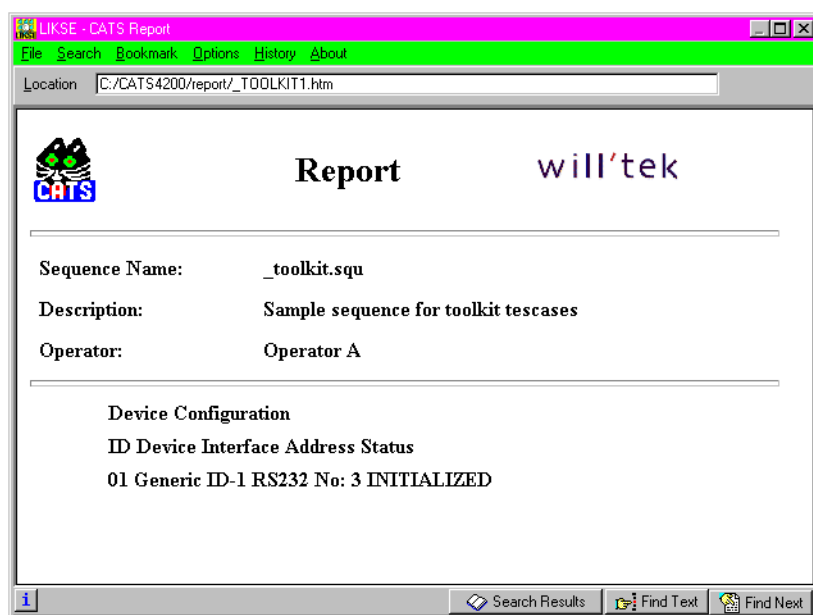 LIKSE - CATS Report
File Search Bookmark Options History About
Location C:/CATS4200/report/_TOOLKIT1.htm
CATS
Report
will'tek
Sequence Name: _toolkit.squ
Description: Sample sequence for toolkit tescases
Operator: Operator A
Device Configuration
ID Device Interface Address Status
01 Generic ID-1 RS232 No: 3 INITIALIZED
i Search Results Find Text Find Next